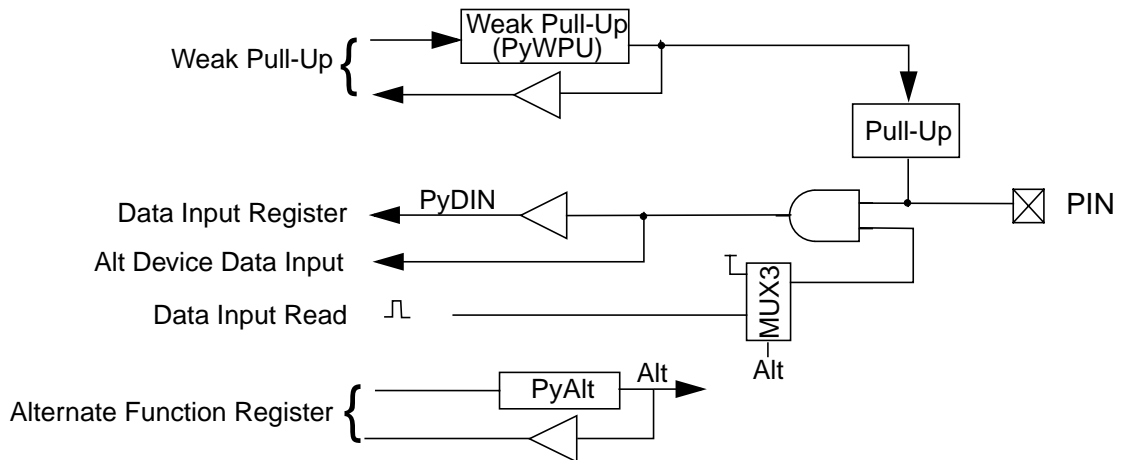 Weak Pull-Up
Weak Pull-Up
(PyWPU)
Pull-Up
PyDIN
Data Input Register
PIN
Alt Device Data Input
Data Input Read
MUX3
Alt
Alt
PyAlt
Alternate Function Register